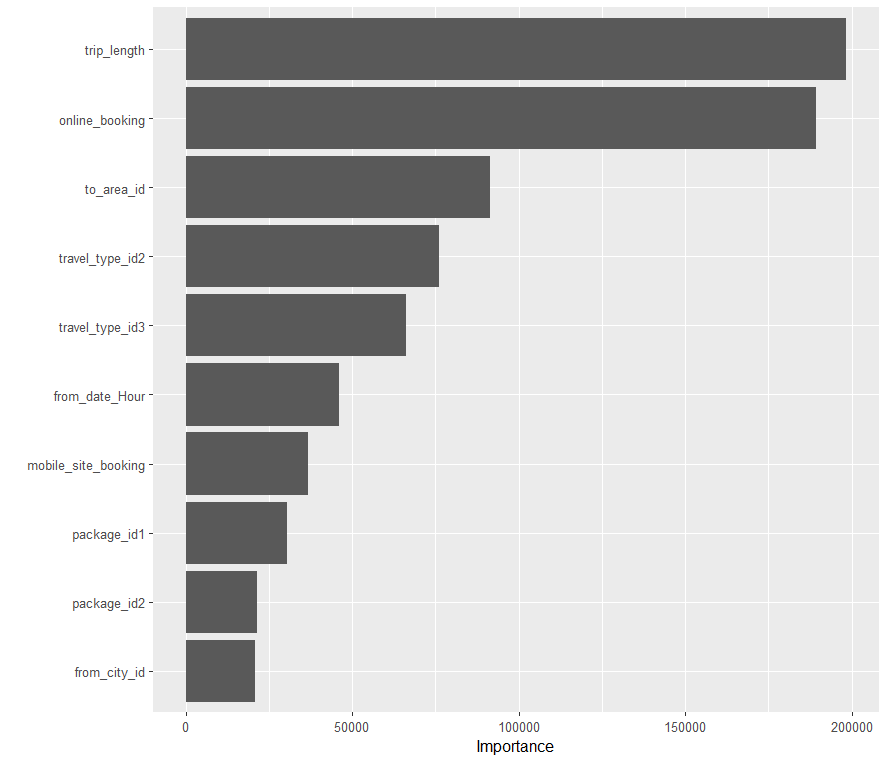 trip_length
online_booking
to_area_id
travel_type_id2
travel_type_id3
from_date_Hour
mobile_site_booking
package_id1
package_id2
from_city_id
0 50000 100000 150000 200000
Importance